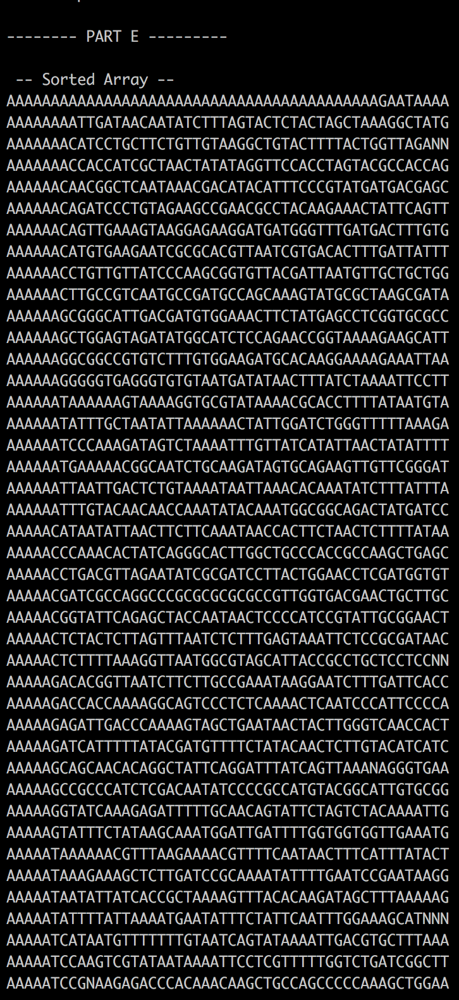 -------- PART E ---------
-- Sorted Array --
AAAAAAAAAAAAAAAAAAAAAAAAAAAAAAAAAAAAAAAAAAGAATAAAA
AAAAAAAATTGATAACAATATCTTTAGTACTCTACTAGCTAAAGGCTATG
AAAAAAACATCCTGCTTCTGTTGTAAGGCTGTACTTTTACTGGTTAGANN
AAAAAAACCACCATCGCTAACTATATAGGTTCCACCTAGTACGCCACCAG
AAAAAACAACGGCTCAATAAACGACATACATTTCCCGTATGATGACGAGC
AAAAAACAGATCCCTGTAGAAGCCGAACGCCTACAAGAAACTATTCAGTT
AAAAAACAGTTGAAAGTAAGGAGAAGGATGATGGGTTTGATGACTTTGTG
AAAAAACATGTGAAGAATCGCGCACGTTAATCGTGACACTTTGATTATTT
AAAAAACCTGTTGTTATCCCAAGCGGTGTTACGATTAATGTTGCTGCTGG
AAAAAACTTGCCGTCAATGCCGATGCCAGCAAAGTATGCGCTAAGCGATA
AAAAAAGCGGGCATTGACGATGTGGAAACTTCTATGAGCCTCGGTGCGCC
AAAAAAGCTGGAGTAGATATGGCATCTCCAGAACCGGTAAAAGAAGCATT
AAAAAAGGCGGCCGTGTCTTTGTGGAAGATGCACAAGGAAAAGAAATTAA
AAAAAAGGGGGTGAGGGTGTGTAATGATATAACTTTATCTAAAATTCCTT
AAAAAATAAAAAAGTAAAAGGTGCGTATAAAACGCACCTTTTATAATGTA
AAAAAATATTTGCTAATATTAAAAAACTATTGGATCTGGGTTTTTAAAGA
AAAAAATCCCAAAGATAGTCTAAAATTTGTTATCATATTAACTATATTTT
AAAAAATGAAAAACGGCAATCTGCAAGATAGTGCAGAAGTTGTTCGGGAT
AAAAAATTAATTGACTCTGTAAAATAATTAAACACAAATATCTTTATTTA
AAAAAATTTGTACAACAACCAAATATACAAATGGCGGCAGACTATGATCC
AAAAACATAATATTAACTTCTTCAAATAACCACTTCTAACTCTTTTATAA
AAAAACCCAAACACTATCAGGGCACTTGGCTGCCCACCGCCAAGCTGAGC
AAAAACCTGACGTTAGAATATCGCGATCCTTACTGGAACCTCGATGGTGT
AAAAACGATCGCCAGGCCCGCGCGCGCGCCGTTGGTGACGAACTGCTTGC
AAAAACGGTATTCAGAGCTACCAATAACTCCCCATCCGTATTGCGGAACT
AAAAACTCTACTCTTAGTTTAATCTCTTTGAGTAAATTCTCCGCGATAAC
AAAAACTCTTTTAAAGGTTAATGGCGTAGCATTACCGCCTGCTCCTCCNN
AAAAAGACACGGTTAATCTTCTTGCCGAAATAAGGAATCTTTGATTCACC
AAAAAGACCACCAAAAGGCAGTCCCTCTCAAAACTCAATCCCATTCCCCA
AAAAAGAGATTGACCCAAAAGTAGCTGAATAACTACTTGGGTCAACCACT
AAAAAGATCATTTTTATACGATGTTTTCTATACAACTCTTGTACATCATC
AAAAAGCAGCAACACAGGCTATTCAGGATTTATCAGTTAAANAGGGTGAA
AAAAAGCCGCCCATCTCGACAATATCCCCGCCATGTACGGCATTGTGCGG
AAAAAGGTATCAAAGAGATTTTTGCAACAGTATTCTAGTCTACAAAATTG
AAAAAGTATTTCTATAAGCAAATGGATTGATTTTGGTGGTGGTTGAAATG
AAAAATAAAAAACGTTTAAGAAAACGTTTTCAATAACTTTCATTTATACT
AAAAATAAAGAAAGCTCTTGATCCGCAAAATATTTTGAATCCGAATAAGG
AAAAATAATATTATCACCGCTAAAAGTTTACACAAGATAGCTTTAAAAAG
AAAAATATTTTATTAAAATGAATATTTCTATTCAATTTGGAAAGCATNNN
AAAAATCATAATGTTTTTTTGTAATCAGTATAAAATTGACGTGCTTTAAA
AAAAATCCAAGTCGTATAATAAAATTCCTCGTTTTTGGTCTGATCGGCTT
AAAAATCCGNAAGAGACCCACAAACAAGCTGCCAGCCCCCAAAGCTGGAA